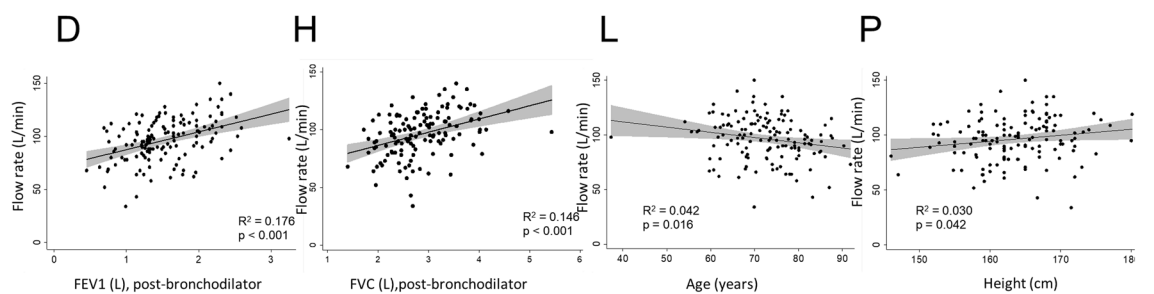 D
Flow rate (L/min)
150
100
50
0
R² = 0.176
p < 0.001
0 1 2 3
FEV1 (L), post-bronchodilator
H
Flow rate (L/min)
150
100
50
0
R² = 0.146
p < 0.001
1 2 3 4 5 6
FVC (L),post-bronchodilator
L
Flow rate (L/min)
150
100
50
0
R² = 0.042
p = 0.016
40 50 60 70 80 90
Age (years)
P
Flow rate (L/min)
150
100
50
0
R² = 0.030
p = 0.042
150 160 170 180
Height (cm)